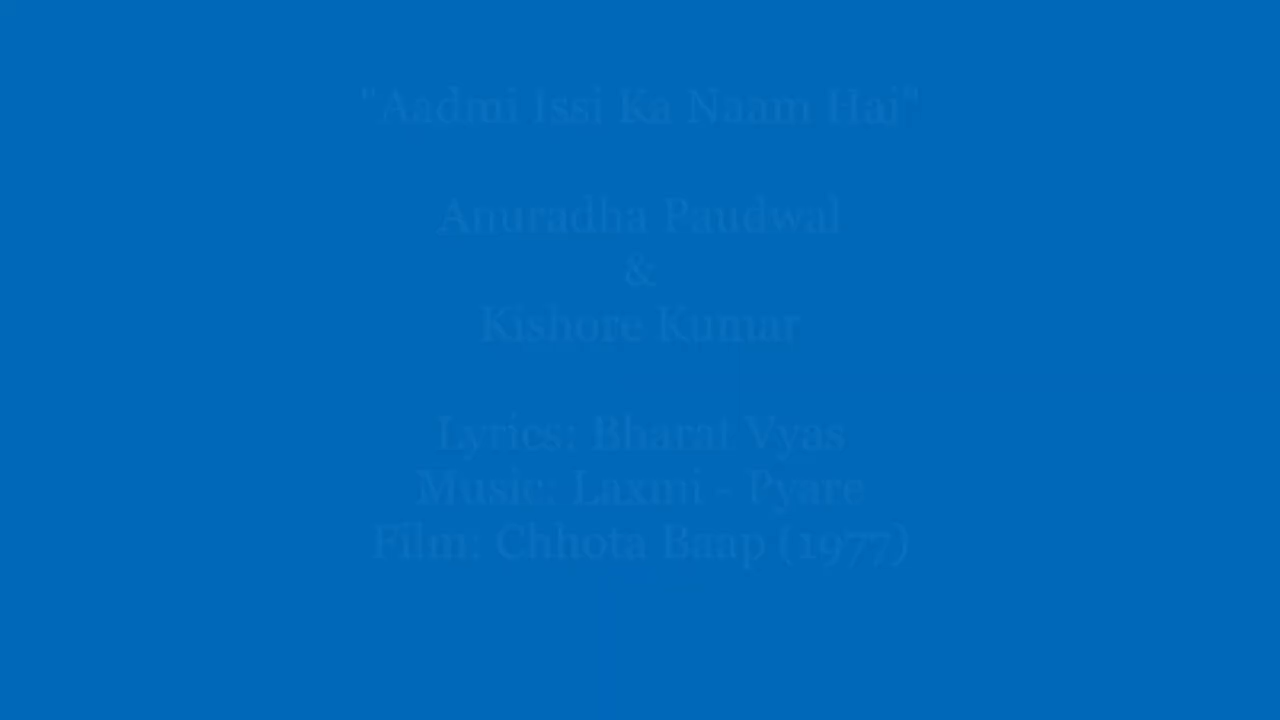 "Aadmi Issi Ka Naam Hai"
Anuradha Paudwal
&
Kishore Kumar
Lyrics: Bharat Vyas
Music: Laxmi - Pyare
Film: Chhota Baap (1977)